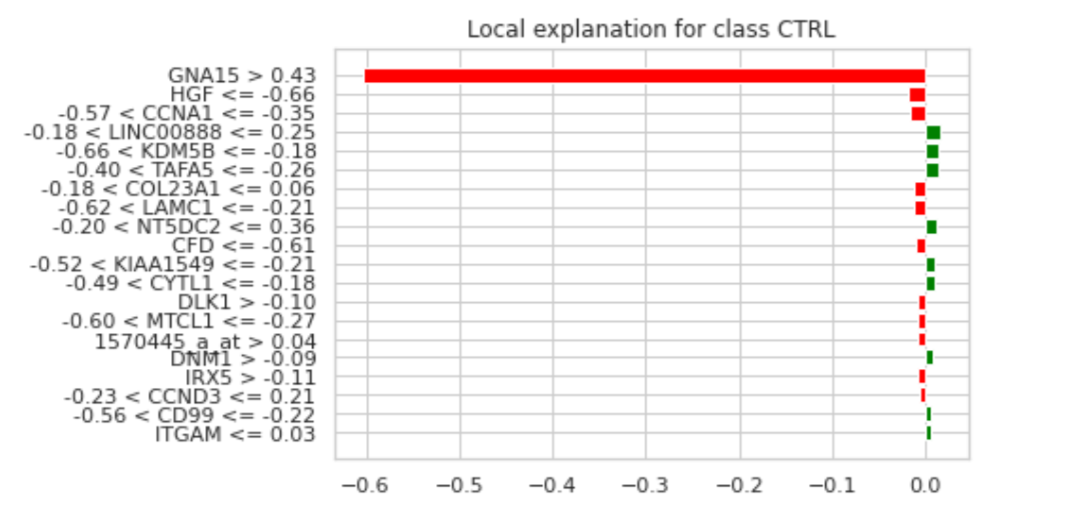 Local explanation for class CTRL
GNA15 > 0.43
HGF <= -0.66
-0.57 < CCNA1 <= -0.35
-0.18 < LINC00888 <= 0.25
-0.66 < KDM5B <= -0.18
-0.40 < TAFA5 <= -0.26
-0.18 < COL23A1 <= 0.06
-0.62 < LAMC1 <= -0.21
-0.20 < NT5DC2 <= 0.36
CFD <= -0.61
-0.52 < KIAA1549 <= -0.21
-0.49 < CYTL1 <= -0.18
DLK1 > -0.10
-0.60 < MTCL1 <= -0.27
1570445_a_at > 0.04
DNM1 > -0.09
IRX5 > -0.11
-0.23 < CCND3 <= 0.21
-0.56 < CD99 <= -0.22
ITGAM <= 0.03
−0.6 −0.5 −0.4 −0.3 −0.2 −0.1 0.0